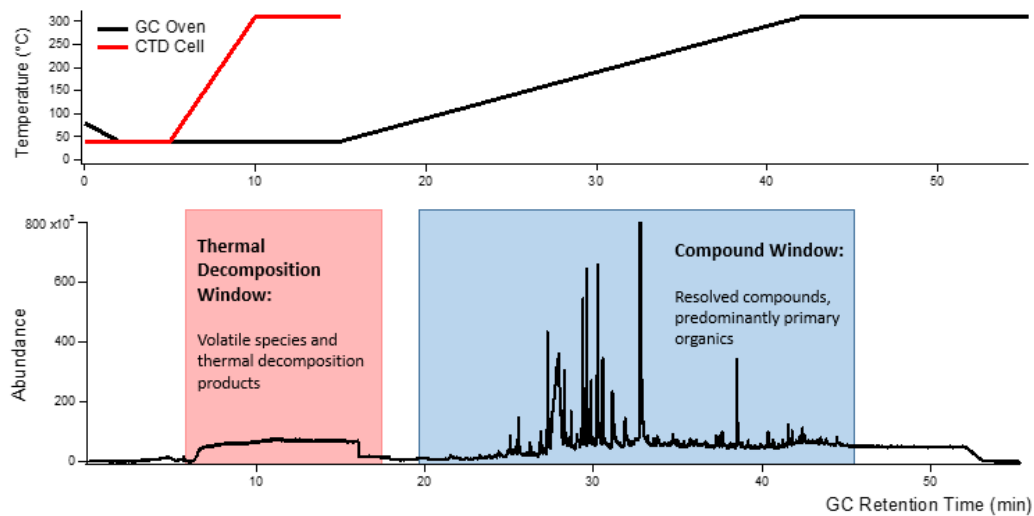 Temperature (°C)
300
250
200
150
100
50
0
GC Oven
CTD Cell
0
10
20
30
40
50
Abundance
800 x10³
600
400
200
0
Thermal
Decomposition
Window:
Volatile species and
thermal decomposition
products
Compound Window:
Resolved compounds,
predominantly primary
organics
10
20
30
40
50
GC Retention Time (min)